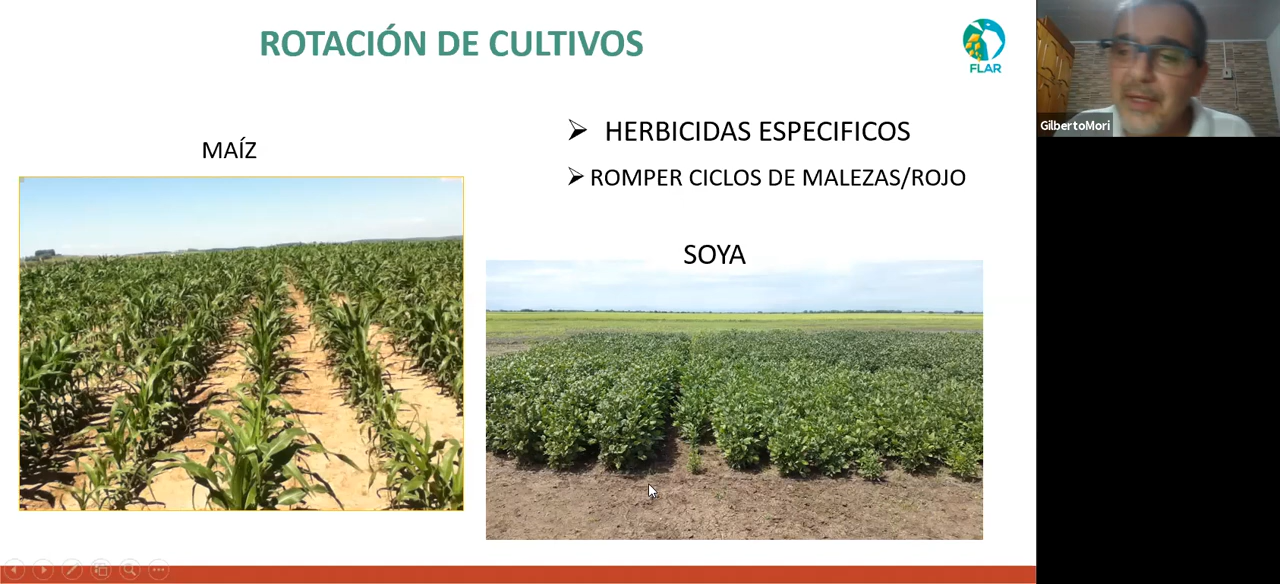 ROTACIÓN DE CULTIVOS
FLAR
GilbertoMori
HERBICIDAS ESPECIFICOS
MAÍZ
ROMPER CICLOS DE MALEZAS/ROJO
SOYA